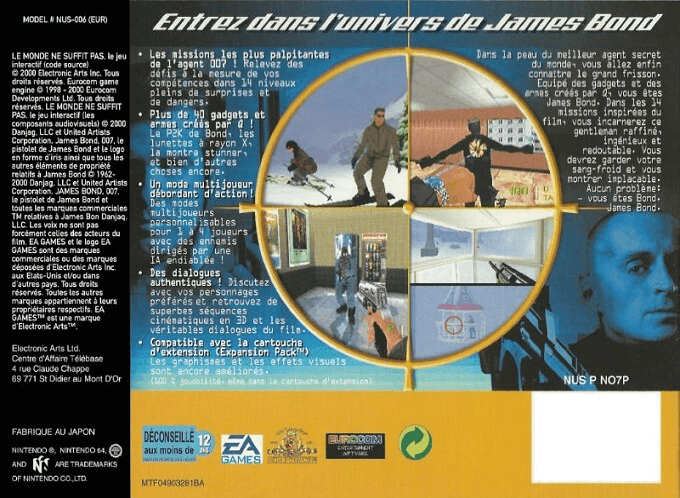 MODEL # NUS-006 (EUR)
LE MONDE NE SUFFIT PAS, le jeu
interactif (code source)
© 2000 Electronic Arts Inc. Tous
droits réservés. Eurocom game
engine © 1998 - 2000 Eurocom
Developments Ltd. Tous droits
réservés. LE MONDE NE SUFFIT
PAS, le jeu interactif (les
composants audiovisuels) © 2000
Danjaq, LLC et United Artists
Corporation. James Bond, 007, le
pistolet de James Bond et le logo
en forme d'iris ainsi que tous les
autres éléments de propriété
relatifs à James Bond © 1962-
2000 Danjaq, LLC et United Artists
Corporation. JAMES BOND, 007,
le pistolet de James Bond et
toutes les marques commerciales
TM relatives à James Bon Danjaq,
LLC. Les voix ne sont pas
forcément celles des acteurs du
film. EA GAMES et le logo EA
GAMES sont des marques
commerciales ou des marques
déposées d'Electronic Arts Inc.
aux Etats-Unis et/ou dans
d'autres pays. Tous droits
réservés. Toutes les autres
marques appartiennent à leurs
propriétaires respectifs. EA
GAMES™ est une marque
d'Electronic Arts™.
Electronic Arts Ltd.
Centre d'Affaire Télébase
4 rue Claude Chappe
69 771 St Didier au Mont D'Or
FABRIQUE AU JAPON
NINTENDO ®, NINTENDO 64,
AND ARE TRADEMARKS
OF NINTENDO CO., LTD.
Entrez dans l'univers de James Bond
• Les missions les plus palpitantes
de l'agent 007 ! Relevez des
défis à la mesure de vos
compétences dans 14 niveaux
pleins de surprises et
de dangers.
• Plus de 40 gadgets et
armes créés par Q !
Le P2K de Bond, les
lunettes à rayon X,
la montre stunner,
et bien d'autres
choses encore.
• Un mode multijoueur
débordant d'action !
Des modes
multijoueurs
personnalisables
pour 1 à 4 joueurs
avec des ennemis
dirigés par une
IA endiablée !
• Des dialogues
authentiques ! Discutez
avec vos personnages
préférés et retrouvez de
superbes séquences
cinématiques en 3D et les
véritables dialogues du film.
• Compatible avec la cartouche
d'extension (Expansion Pack™)
Les graphismes et les effets visuels
sont encore améliorés.
(100 % jouabilité, même sans la cartouche d'extension)
Dans la peau du meilleur agent secret
du monde, vous allez enfin
connaître le grand frisson.
Equipé des gadgets et des
armes créés par Q, vous êtes
James Bond. Dans les 14
missions inspirées du
film, vous incarnerez ce
gentleman raffiné,
ingénieux et
redoutable. Vous
devrez garder votre
sang-froid et vous
montrer implacable.
Aucun problème:
- vous êtes Bond.
James Bond.
NUS P NO7P
DÉCONSEILLÉ
aux moins de
12
ANS
EA
GAMES
EUROCOM
ENTERTAINMENT
SOFTWARE
MTF04903281BA